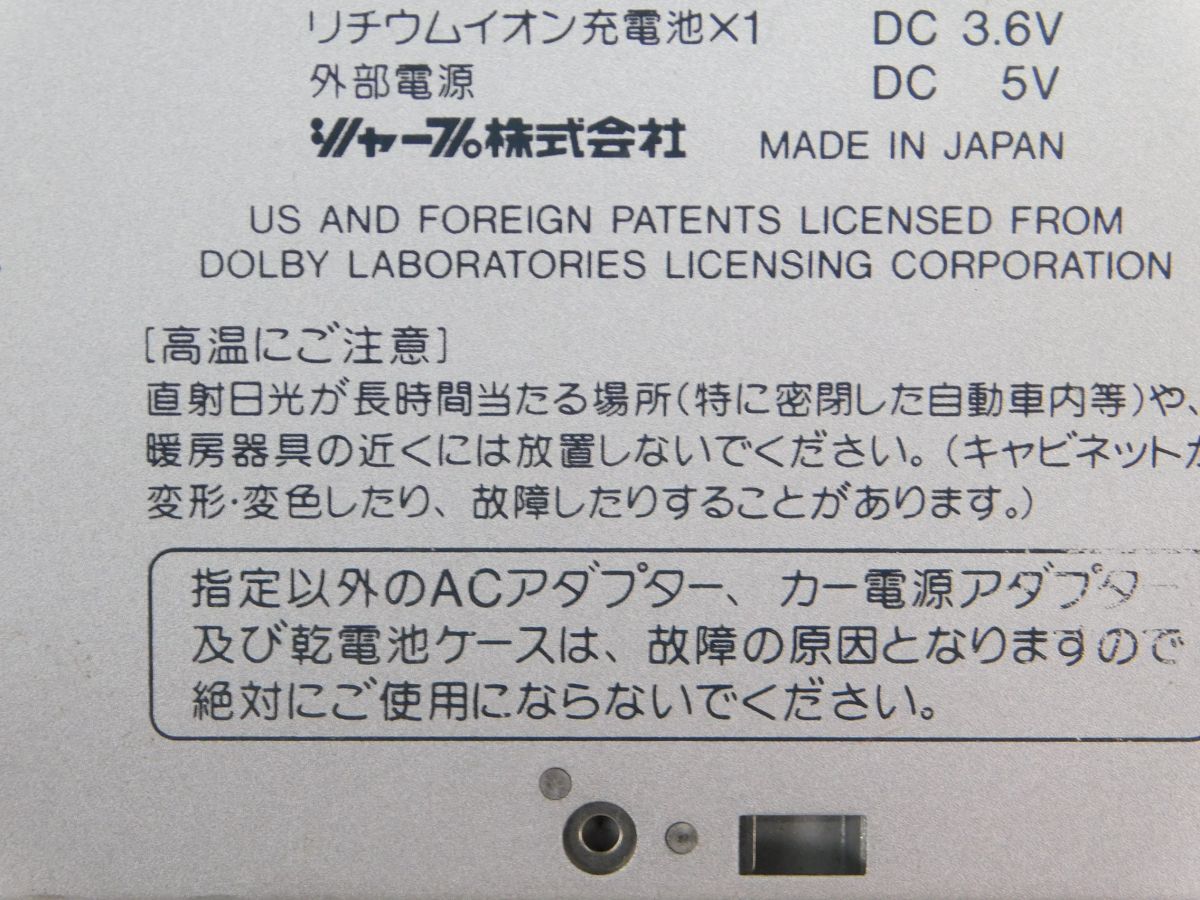 リチウムイオン充電池×1 DC 3.6V
外部電源 DC 5V
シャープ株式会社 MADE IN JAPAN
US AND FOREIGN PATENTS LICENSED FROM
DOLBY LABORATORIES LICENSING CORPORATION
[高温にご注意]
直射日光が長時間当たる場所(特に密閉した自動車内等)や、
暖房器具の近くには放置しないでください。(キャビネットが
変形・変色したり、故障したりすることがあります。)
指定以外のACアダプター、カー電源アダプター
及び乾電池ケースは、故障の原因となりますので
絶対にご使用にならないでください。